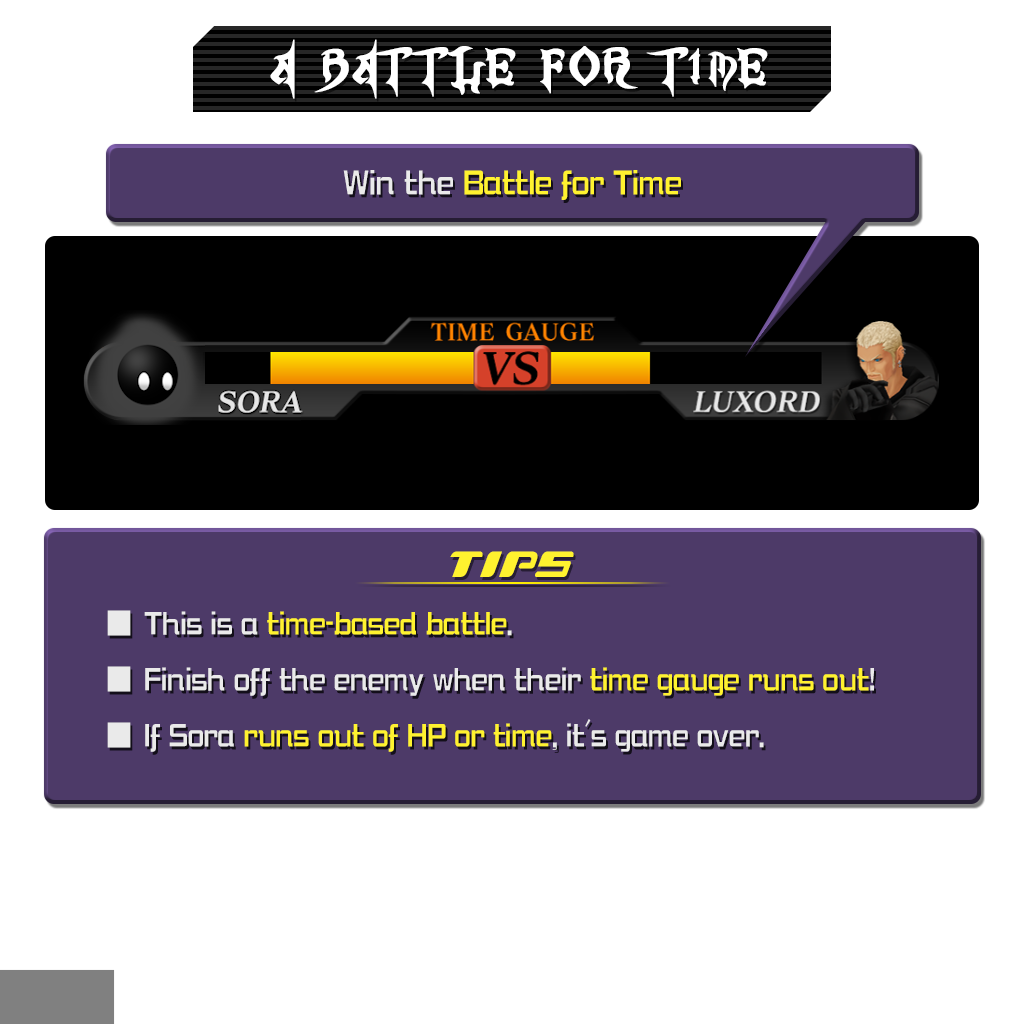 A BATTLE FOR TIME
Win the Battle for Time
TIME GAUGE
VS
SORA
LUXORD
TIPS
This is a time-based battle.
Finish off the enemy when their time gauge runs out!
If Sora runs out of HP or time, it's game over.